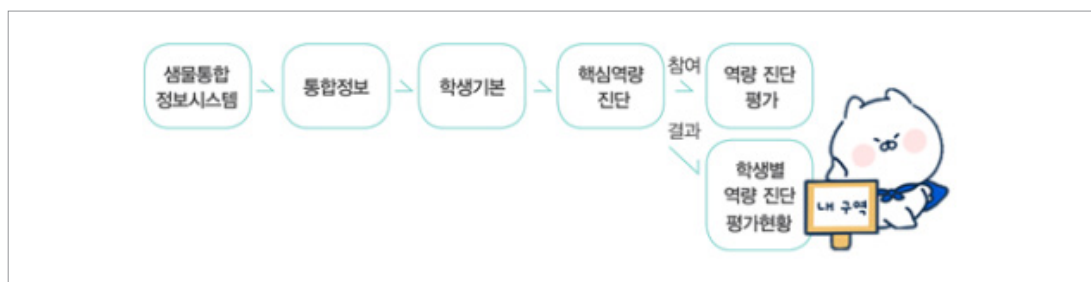 샘물통합
정보시스템
통합정보
학생기본
핵심역량
진단
참여
역량 진단
평가
결과
학생별
역량 진단
평가현황
내 구역